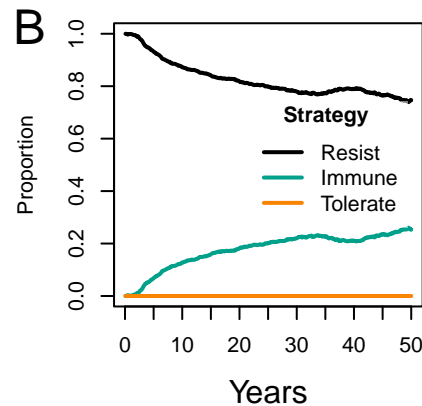 B
Proportion
1.0
0.8
0.6
0.4
0.2
0.0
Strategy
Resist
Immune
Tolerate
0 10 20 30 40 50
Years